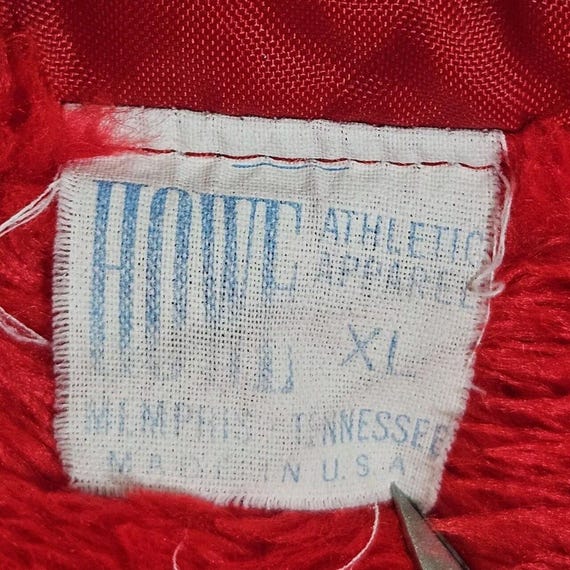 HOWE ATHLETIC
APPAREL
XL
MEMPHIS TENNESSEE
MADE IN U.S.A